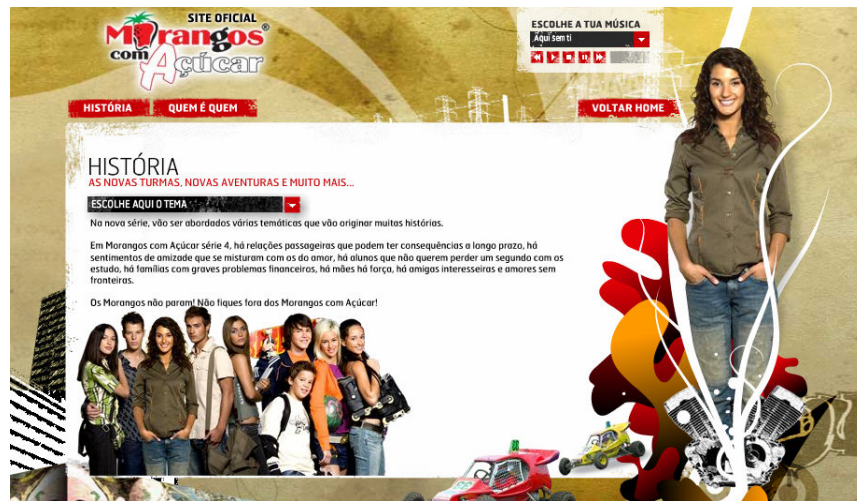 SITE OFICIAL
Morangos®
com
Açúcar
ESCOLHE A TUA MÚSICA
Aqui sem ti
HISTÓRIA
QUEM É QUEM
VOLTAR HOME
HISTÓRIA
AS NOVAS TURMAS, NOVAS AVENTURAS E MUITO MAIS...
ESCOLHE AQUI O TEMA
Na nova série, vão ser abordados várias temáticas que vão originar muitas histórias.
Em Morangos com Açúcar série 4, há relações passageiras que podem ter consequências a longo prazo, há
sentimentos de amizade que se misturam com os do amor, há alunos que não querem perder um segundo com os
estudo, há famílias com graves problemas financeiros, há mães há força, há amigas interesseiras e amores sem
fronteiras.
Os Morangos não param! Não fiques fora dos Morangos com Açúcar!